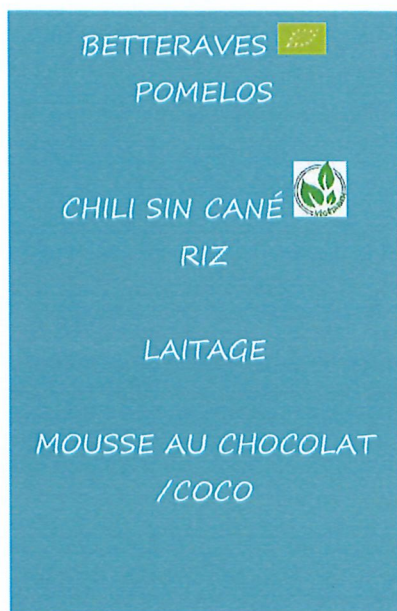 BETTERAVES
POMELOS
CHILI SIN CANÉ
RIZ
LAITAGE
MOUSSE AU CHOCOLAT
/COCO